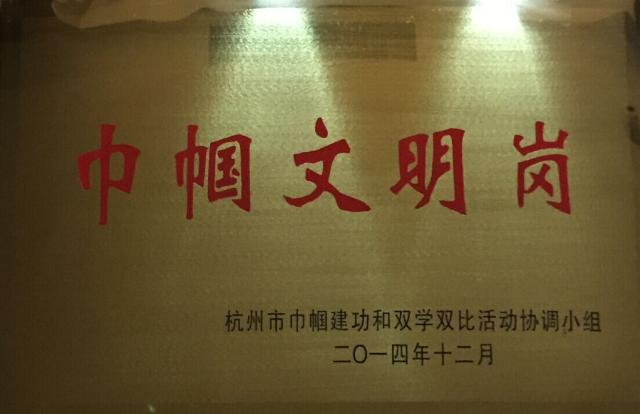 巾帼文明岗
杭州市巾帼建功和双学双比活动协调小组
二〇一四年十二月